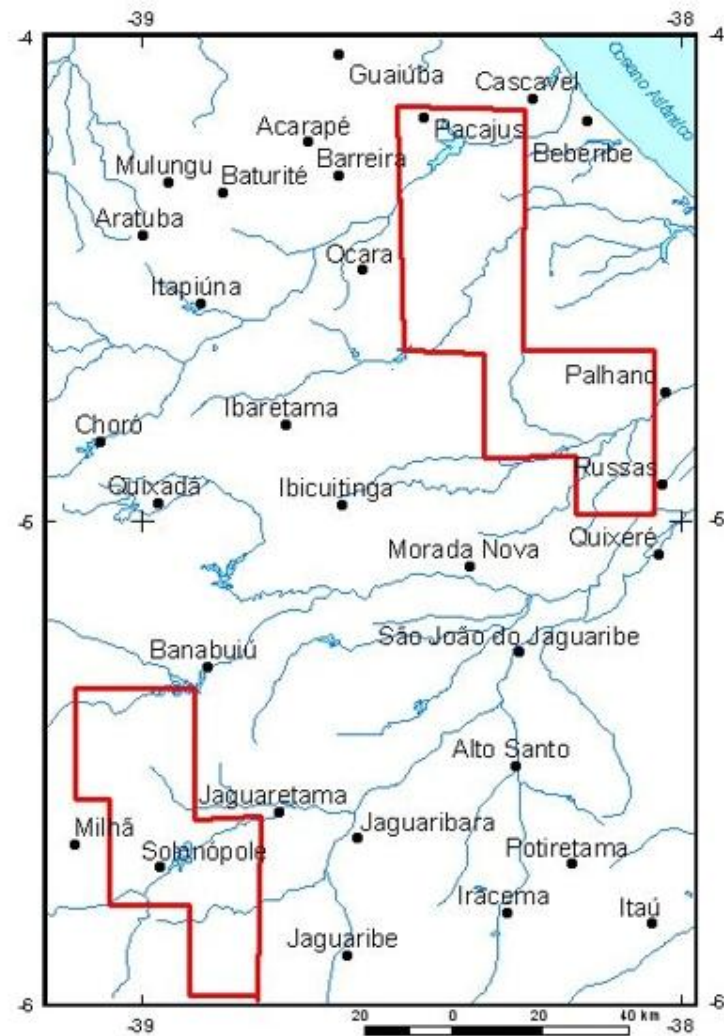 -39
-38
-4
-4
Oceano Atlântico
Guaiúba
Cascavel
Pacajus
Acarapé
Beberibe
Barreira
Mulungu
Baturité
Aratuba
Ocara
Itapiúna
Palhano
Ibaretama
Choró
Russas
Quixadá
Ibicuitinga
-5
-5
Quixeré
Morada Nova
São João do Jaguaribe
Banabuiú
Alto Santo
Jaguaretama
Jaguaribara
Milhã
Solonópole
Potiretama
Iracema
Itaú
Jaguaribe
-6
-6
-39
20
0
20
40 km
-38